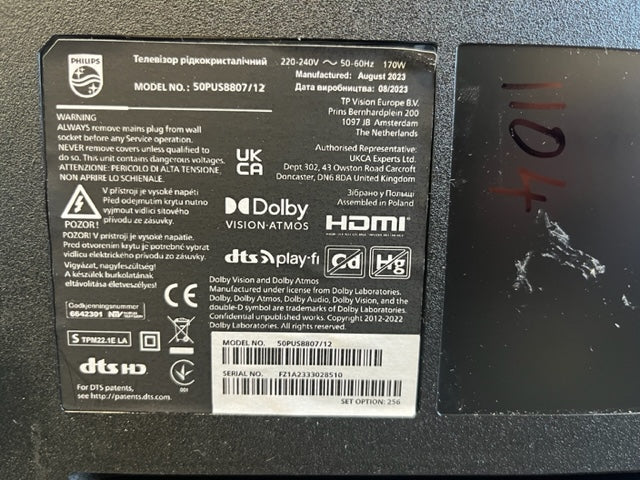 PHILIPS
Телевізор рідкокристалічний
220-240V ~ 50-60Hz 170W
MODEL NO. : 50PUS8807/12
Manufactured: August 2023
Дата виробництва: 08/2023
TP Vision Europe B.V.
Prins Bernhardplein 200
1097 JB Amsterdam
The Netherlands
WARNING
ALWAYS remove mains plug from wall
socket before any Service operation.
NEVER remove covers unless qualified to
do so. This unit contains dangerous voltages.
ATTENZIONE: PERICOLO DI ALTA TENSIONE,
NON APRIRE LO SCHIENALE.
UK
CA
Authorised Representative:
UKCA Experts Ltd.
Dept 302, 43 Owston Road Carcroft
Doncaster, DN6 8DA United Kingdom
V přístroji je vysoké napětí
Před odejmutím krytu nutno
vyjmout vidlici síťového
přívodu ze zásuvky.
POZOR!
Зібрано у Польщі
Assembled in Poland
Dolby
VISION·ATMOS
HDMI
POZOR! V prístroji je vysoké napätie.
Pred otvorením krytu je potrebné vybrať
vidlicu elektrického prívodu zo zásuvky.
Vigyázat, nagyfeszültség!
A készülék burkolatának
eltávolítása életveszélyes!
dts play-fi
Cd
Hg
Dolby Vision and Dolby Atmos
Manufactured under license from Dolby Laboratories.
Dolby, Dolby Atmos, Dolby Audio, Dolby Vision, and the
double-D symbol are trademarks of Dolby Laboratories.
Confidential unpublished works. Copyright 2012-2022
Dolby Laboratories. All rights reserved.
CE
Godkjenningsnummer
6642301
S TPM22.1E LA
dts HD
001
For DTS patents,
see http://patents.dts.com.
MODEL NO. : 50PUS8807/12
SERIAL NO. : FZ1A2333028510
SET OPTION: 256
1104